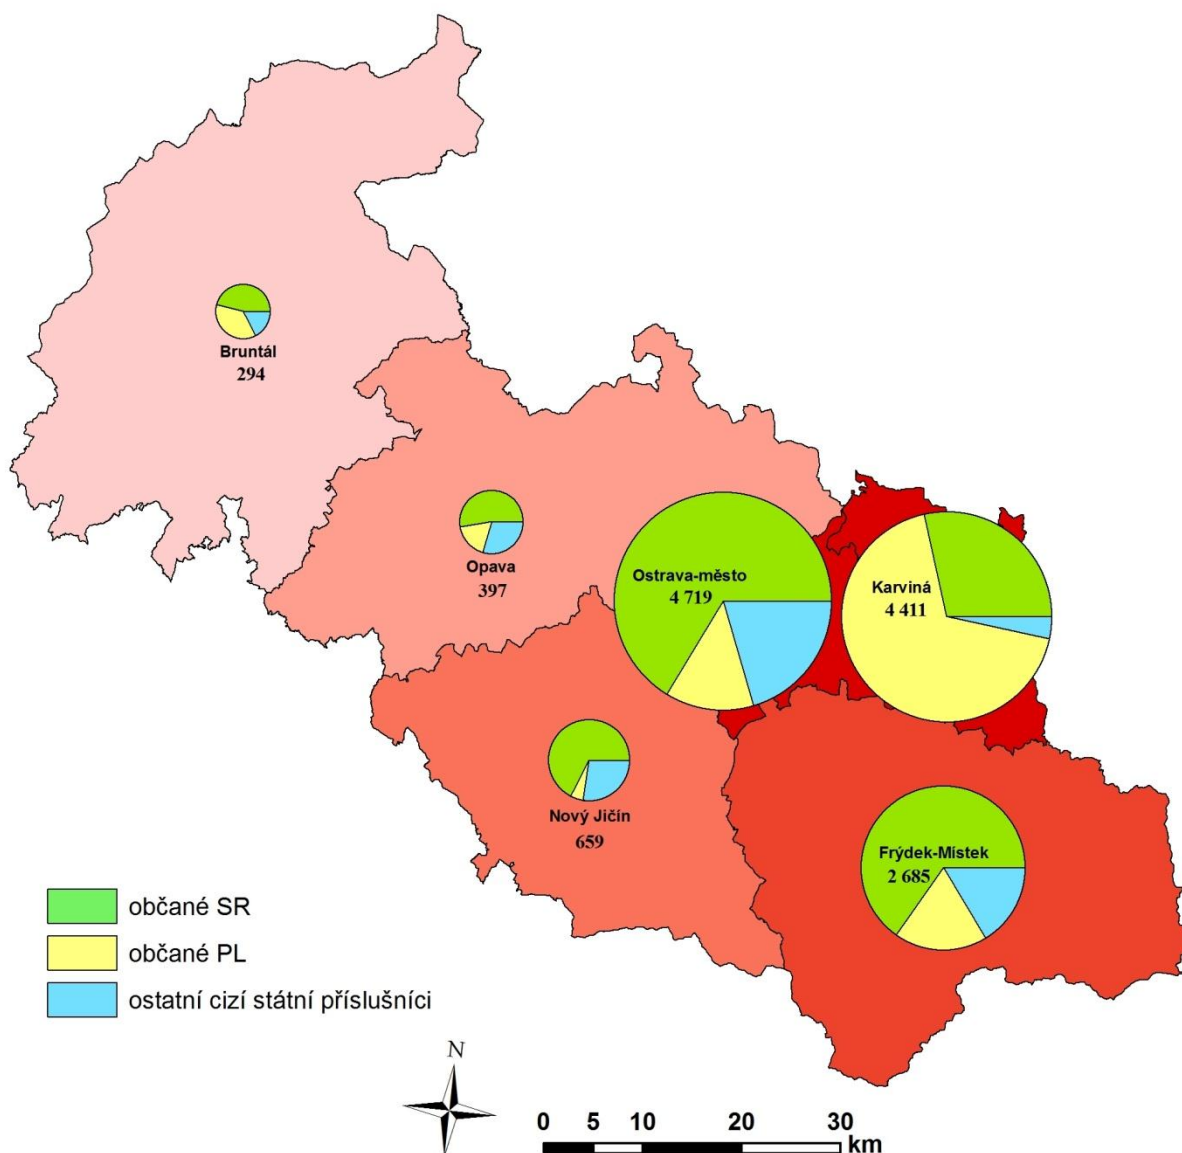 Bruntál
294
Opava
397
Ostrava-město
4 719
Karviná
4 411
Nový Jičín
659
Frýdek-Místek
2 685
občané SR
občané PL
ostatní cizí státní příslušníci
N
0 5 10 20 30
km